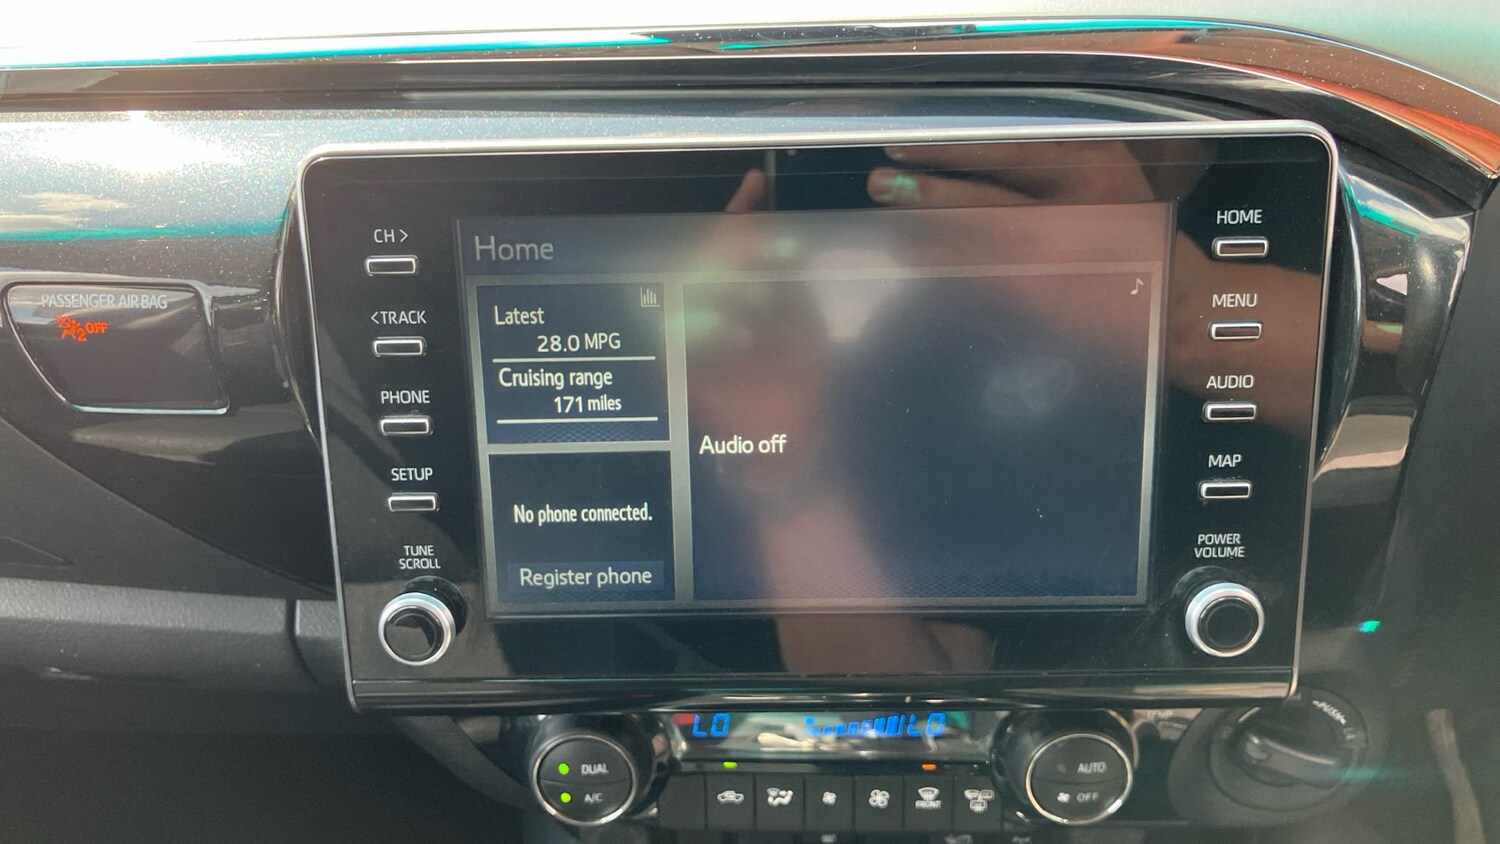 PASSENGER AIR BAG
2 OFF
CH >
<TRACK
PHONE
SETUP
TUNE
SCROLL
Home
Latest
28.0 MPG
Cruising range
171 miles
No phone connected.
Register phone
Audio off
HOME
MENU
AUDIO
MAP
POWER
VOLUME
LO
LO
DUAL
A/C
FRONT
AUTO
OFF
PUSH